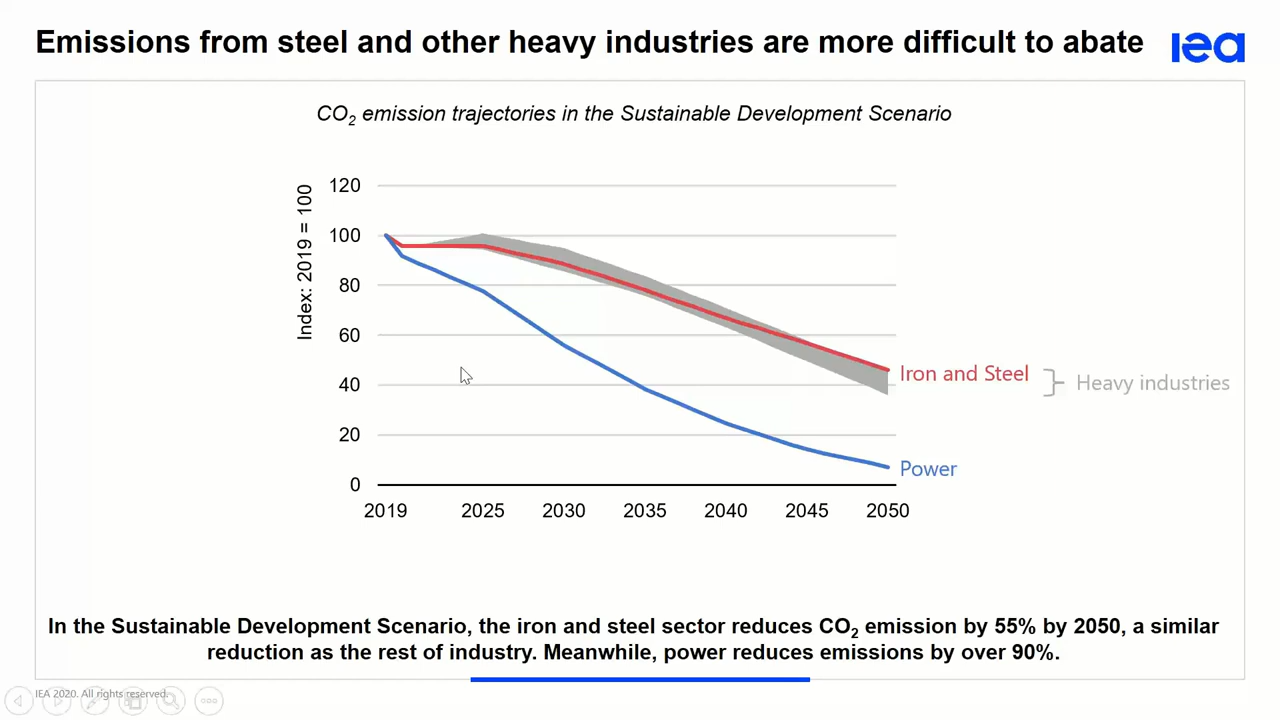 Emissions from steel and other heavy industries are more difficult to abate
iea
CO₂ emission trajectories in the Sustainable Development Scenario
Index: 2019 = 100
120
100
80
60
40
20
0
2019 2025 2030 2035 2040 2045 2050
Iron and Steel
Heavy industries
Power
In the Sustainable Development Scenario, the iron and steel sector reduces CO₂ emission by 55% by 2050, a similar
reduction as the rest of industry. Meanwhile, power reduces emissions by over 90%.
IEA 2020. All rights reserved.